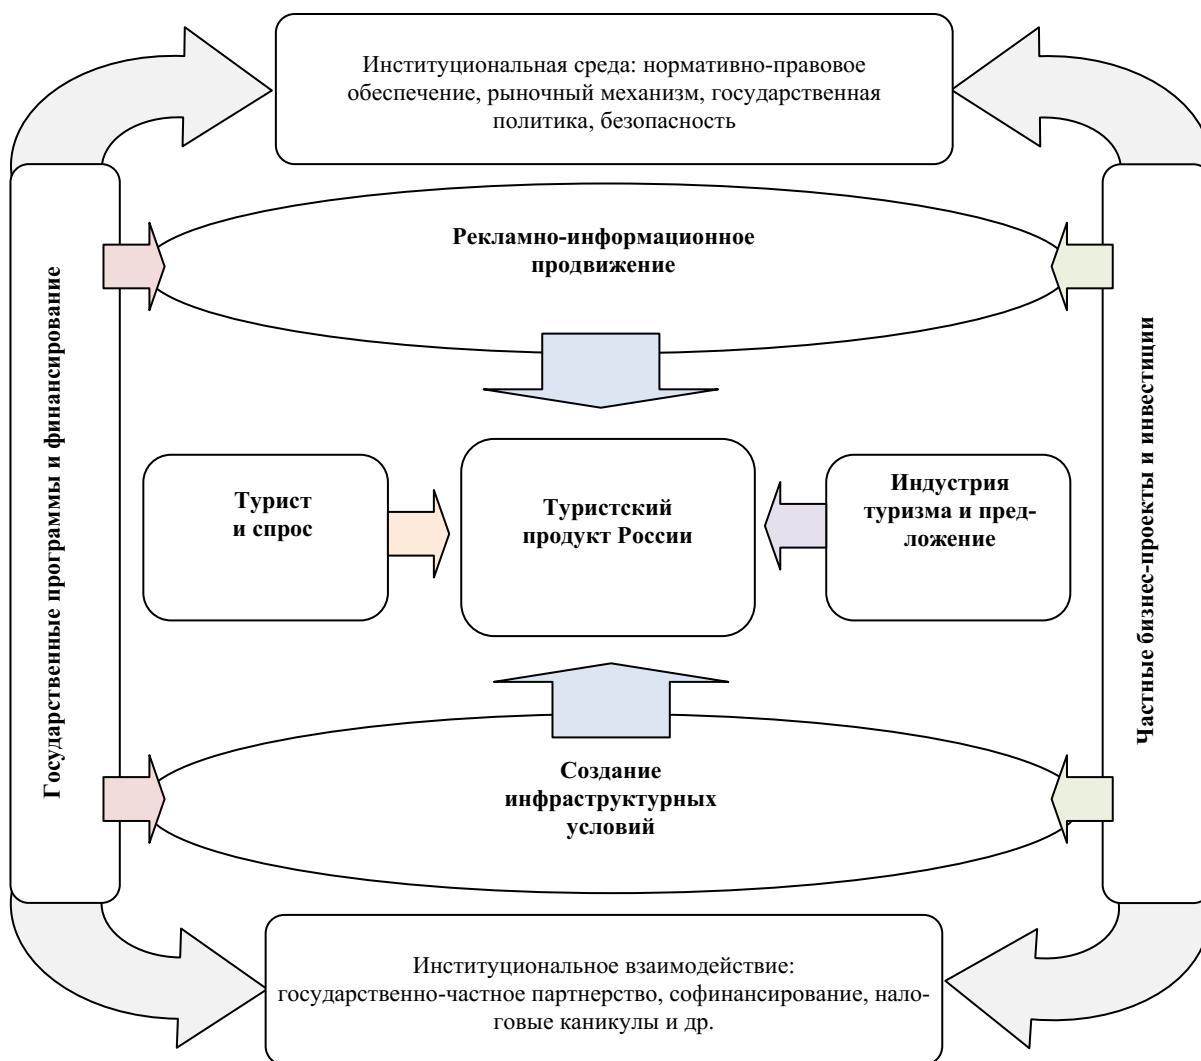 Институциональная среда: нормативно-правовое
обеспечение, рыночный механизм, государственная
политика, безопасность
Рекламно-информационное
продвижение
Государственные программы и финансирование
Частные бизнес-проекты и инвестиции
Турист
и спрос
Туристский
продукт России
Индустрия
туризма и пред-
ложение
Создание
инфраструктурных
условий
Институциональное взаимодействие:
государственно-частное партнерство, софинансирование, нало-
говые каникулы и др.